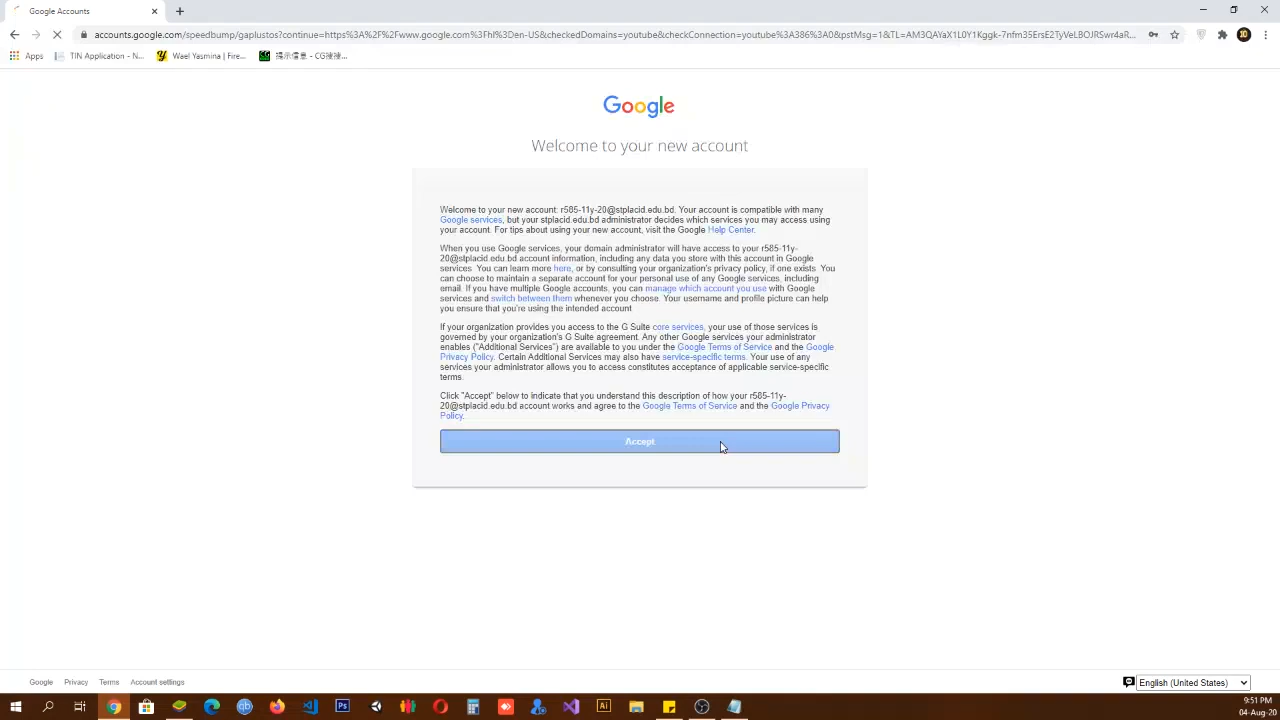 Google Accounts
accounts.google.com/speedbump/gaplustos?continue=https%3A%2F%2Fwww.google.com%3Fhl%3Den-US&checkedDomains=youtube&checkConnection=youtube%3A386%3A0&pstMsg=1&TL=AM3QAYaX1L0Y1Kggk-7nfm35ErsE2TyVeLBOJRSwr4aR...
Apps
TIN Application - N...
Wael Yasmina | Fire...
提示信息 - CG搜搜...
Google
Welcome to your new account
Welcome to your new account: r585-11y-20@stplacid.edu.bd. Your account is compatible with many
Google services, but your stplacid.edu.bd administrator decides which services you may access using
your account. For tips about using your new account, visit the Google Help Center.
When you use Google services, your domain administrator will have access to your r585-11y-
20@stplacid.edu.bd account information, including any data you store with this account in Google
services. You can learn more here, or by consulting your organization's privacy policy, if one exists. You
can choose to maintain a separate account for your personal use of any Google services, including
email. If you have multiple Google accounts, you can manage which account you use with Google
services and switch between them whenever you choose. Your username and profile picture can help
you ensure that you're using the intended account
If your organization provides you access to the G Suite core services, your use of those services is
governed by your organization's G Suite agreement. Any other Google services your administrator
enables ("Additional Services") are available to you under the Google Terms of Service and the Google
Privacy Policy. Certain Additional Services may also have service-specific terms. Your use of any
services your administrator allows you to access constitutes acceptance of applicable service-specific
terms.
Click "Accept" below to indicate that you understand this description of how your r585-11y-
20@stplacid.edu.bd account works and agree to the Google Terms of Service and the Google Privacy
Policy.
Accept
Google
Privacy
Terms
Account settings
English (United States)
9:51 PM
04-Aug-20